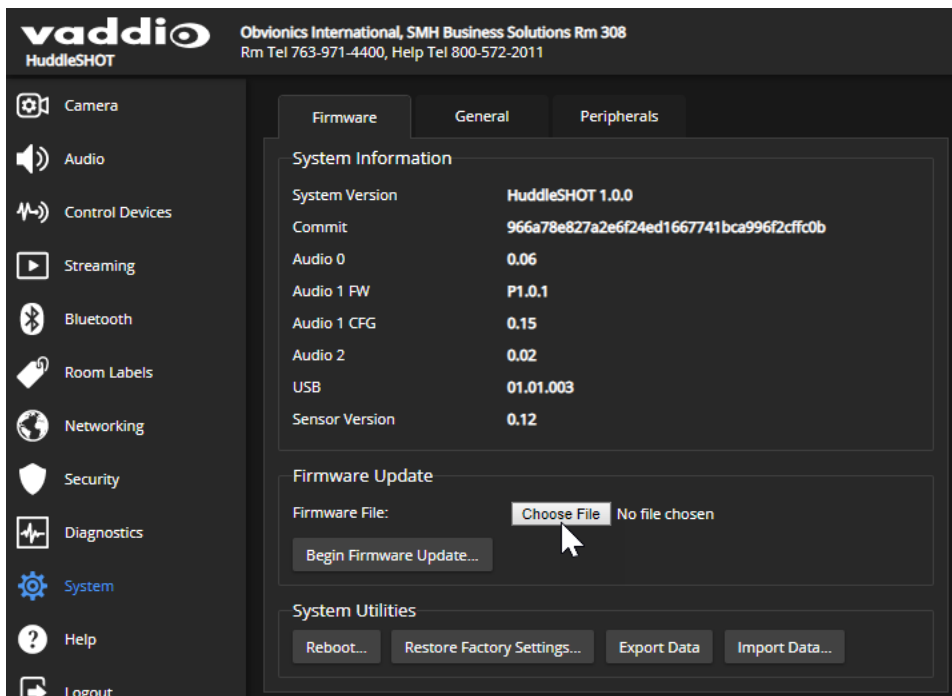 vaddio
HuddleSHOT
Obvionics International, SMH Business Solutions Rm 308
Rm Tel 763-971-4400, Help Tel 800-572-2011
Camera
Audio
Control Devices
Streaming
Bluetooth
Room Labels
Networking
Security
Diagnostics
System
Help
Logout
Firmware General Peripherals
System Information
System Version HuddleSHOT 1.0.0
Commit 966a78e827a2e6f24ed1667741bca996f2cffc0b
Audio 0 0.06
Audio 1 FW P1.0.1
Audio 1 CFG 0.15
Audio 2 0.02
USB 01.01.003
Sensor Version 0.12
Firmware Update
Firmware File: Choose File No file chosen
Begin Firmware Update...
System Utilities
Reboot... Restore Factory Settings... Export Data Import Data...